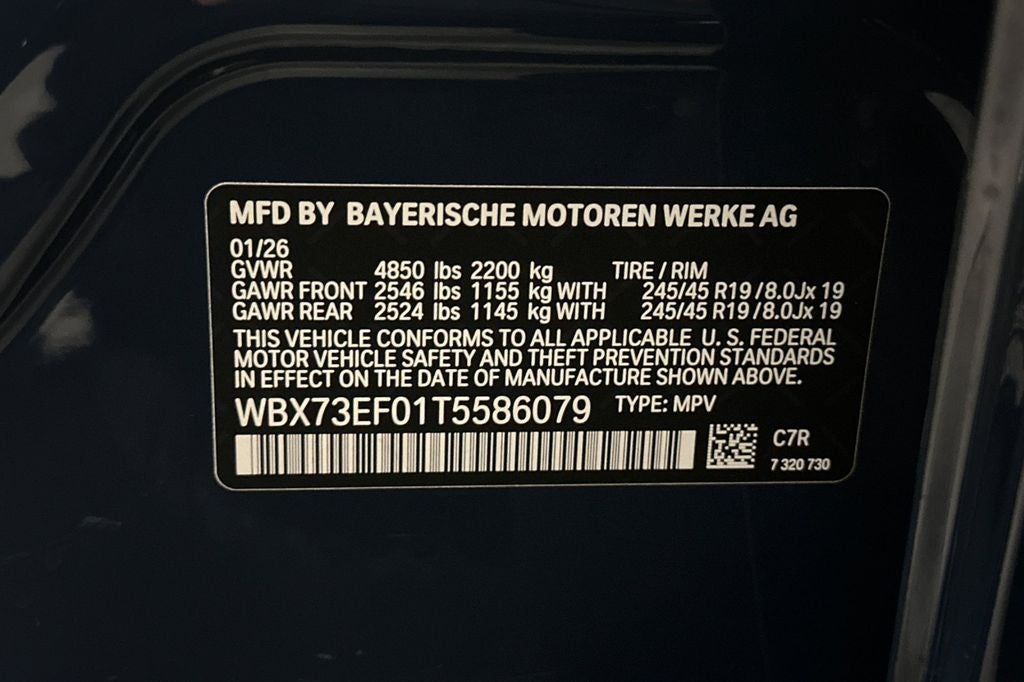 MFD BY BAYERISCHE MOTOREN WERKE AG
01/26
GVWR 4850 lbs 2200 kg TIRE / RIM
GAWR FRONT 2546 lbs 1155 kg WITH 245/45 R19/8.0Jx 19
GAWR REAR 2524 lbs 1145 kg WITH 245/45 R19/8.0Jx 19
THIS VEHICLE CONFORMS TO ALL APPLICABLE U. S. FEDERAL
MOTOR VEHICLE SAFETY AND THEFT PREVENTION STANDARDS
IN EFFECT ON THE DATE OF MANUFACTURE SHOWN ABOVE.
WBX73EF01T5586079 TYPE: MPV
C7R
7 320 730